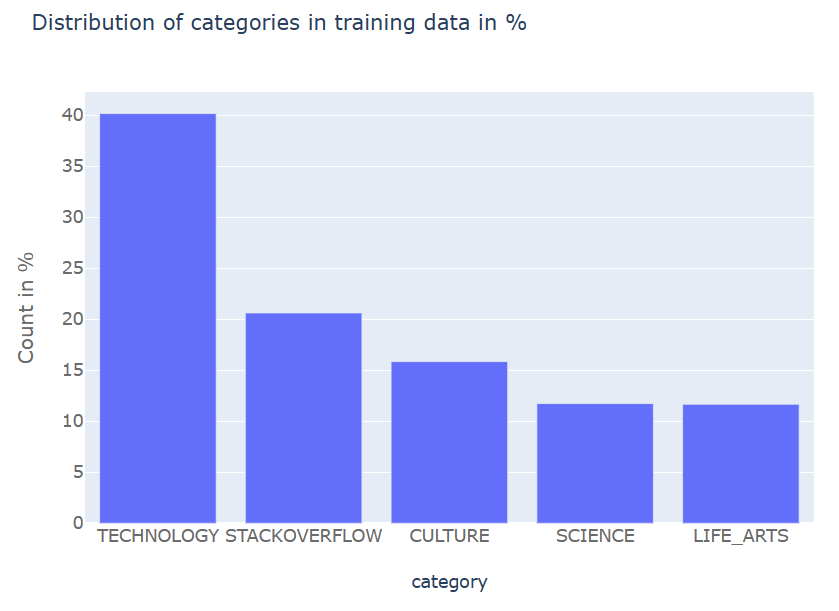 Distribution of categories in training data in %
Count in %
40
35
30
25
20
15
10
5
0
TECHNOLOGY STACKOVERFLOW CULTURE SCIENCE LIFE_ARTS
category